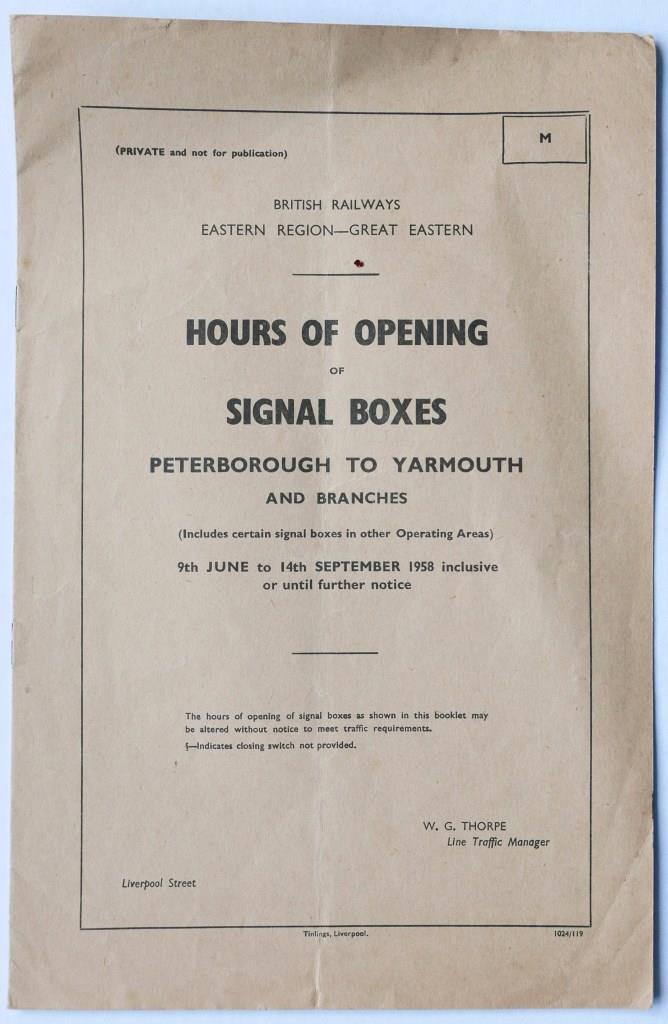 (PRIVATE and not for publication)
M
BRITISH RAILWAYS
EASTERN REGION—GREAT EASTERN
HOURS OF OPENING
OF
SIGNAL BOXES
PETERBOROUGH TO YARMOUTH
AND BRANCHES
(Includes certain signal boxes in other Operating Areas)
9th JUNE to 14th SEPTEMBER 1958 inclusive
or until further notice
The hours of opening of signal boxes as shown in this booklet may
be altered without notice to meet traffic requirements.
§—Indicates closing switch not provided.
W. G. THORPE
Line Traffic Manager
Liverpool Street
Tinlings, Liverpool.
1024/119